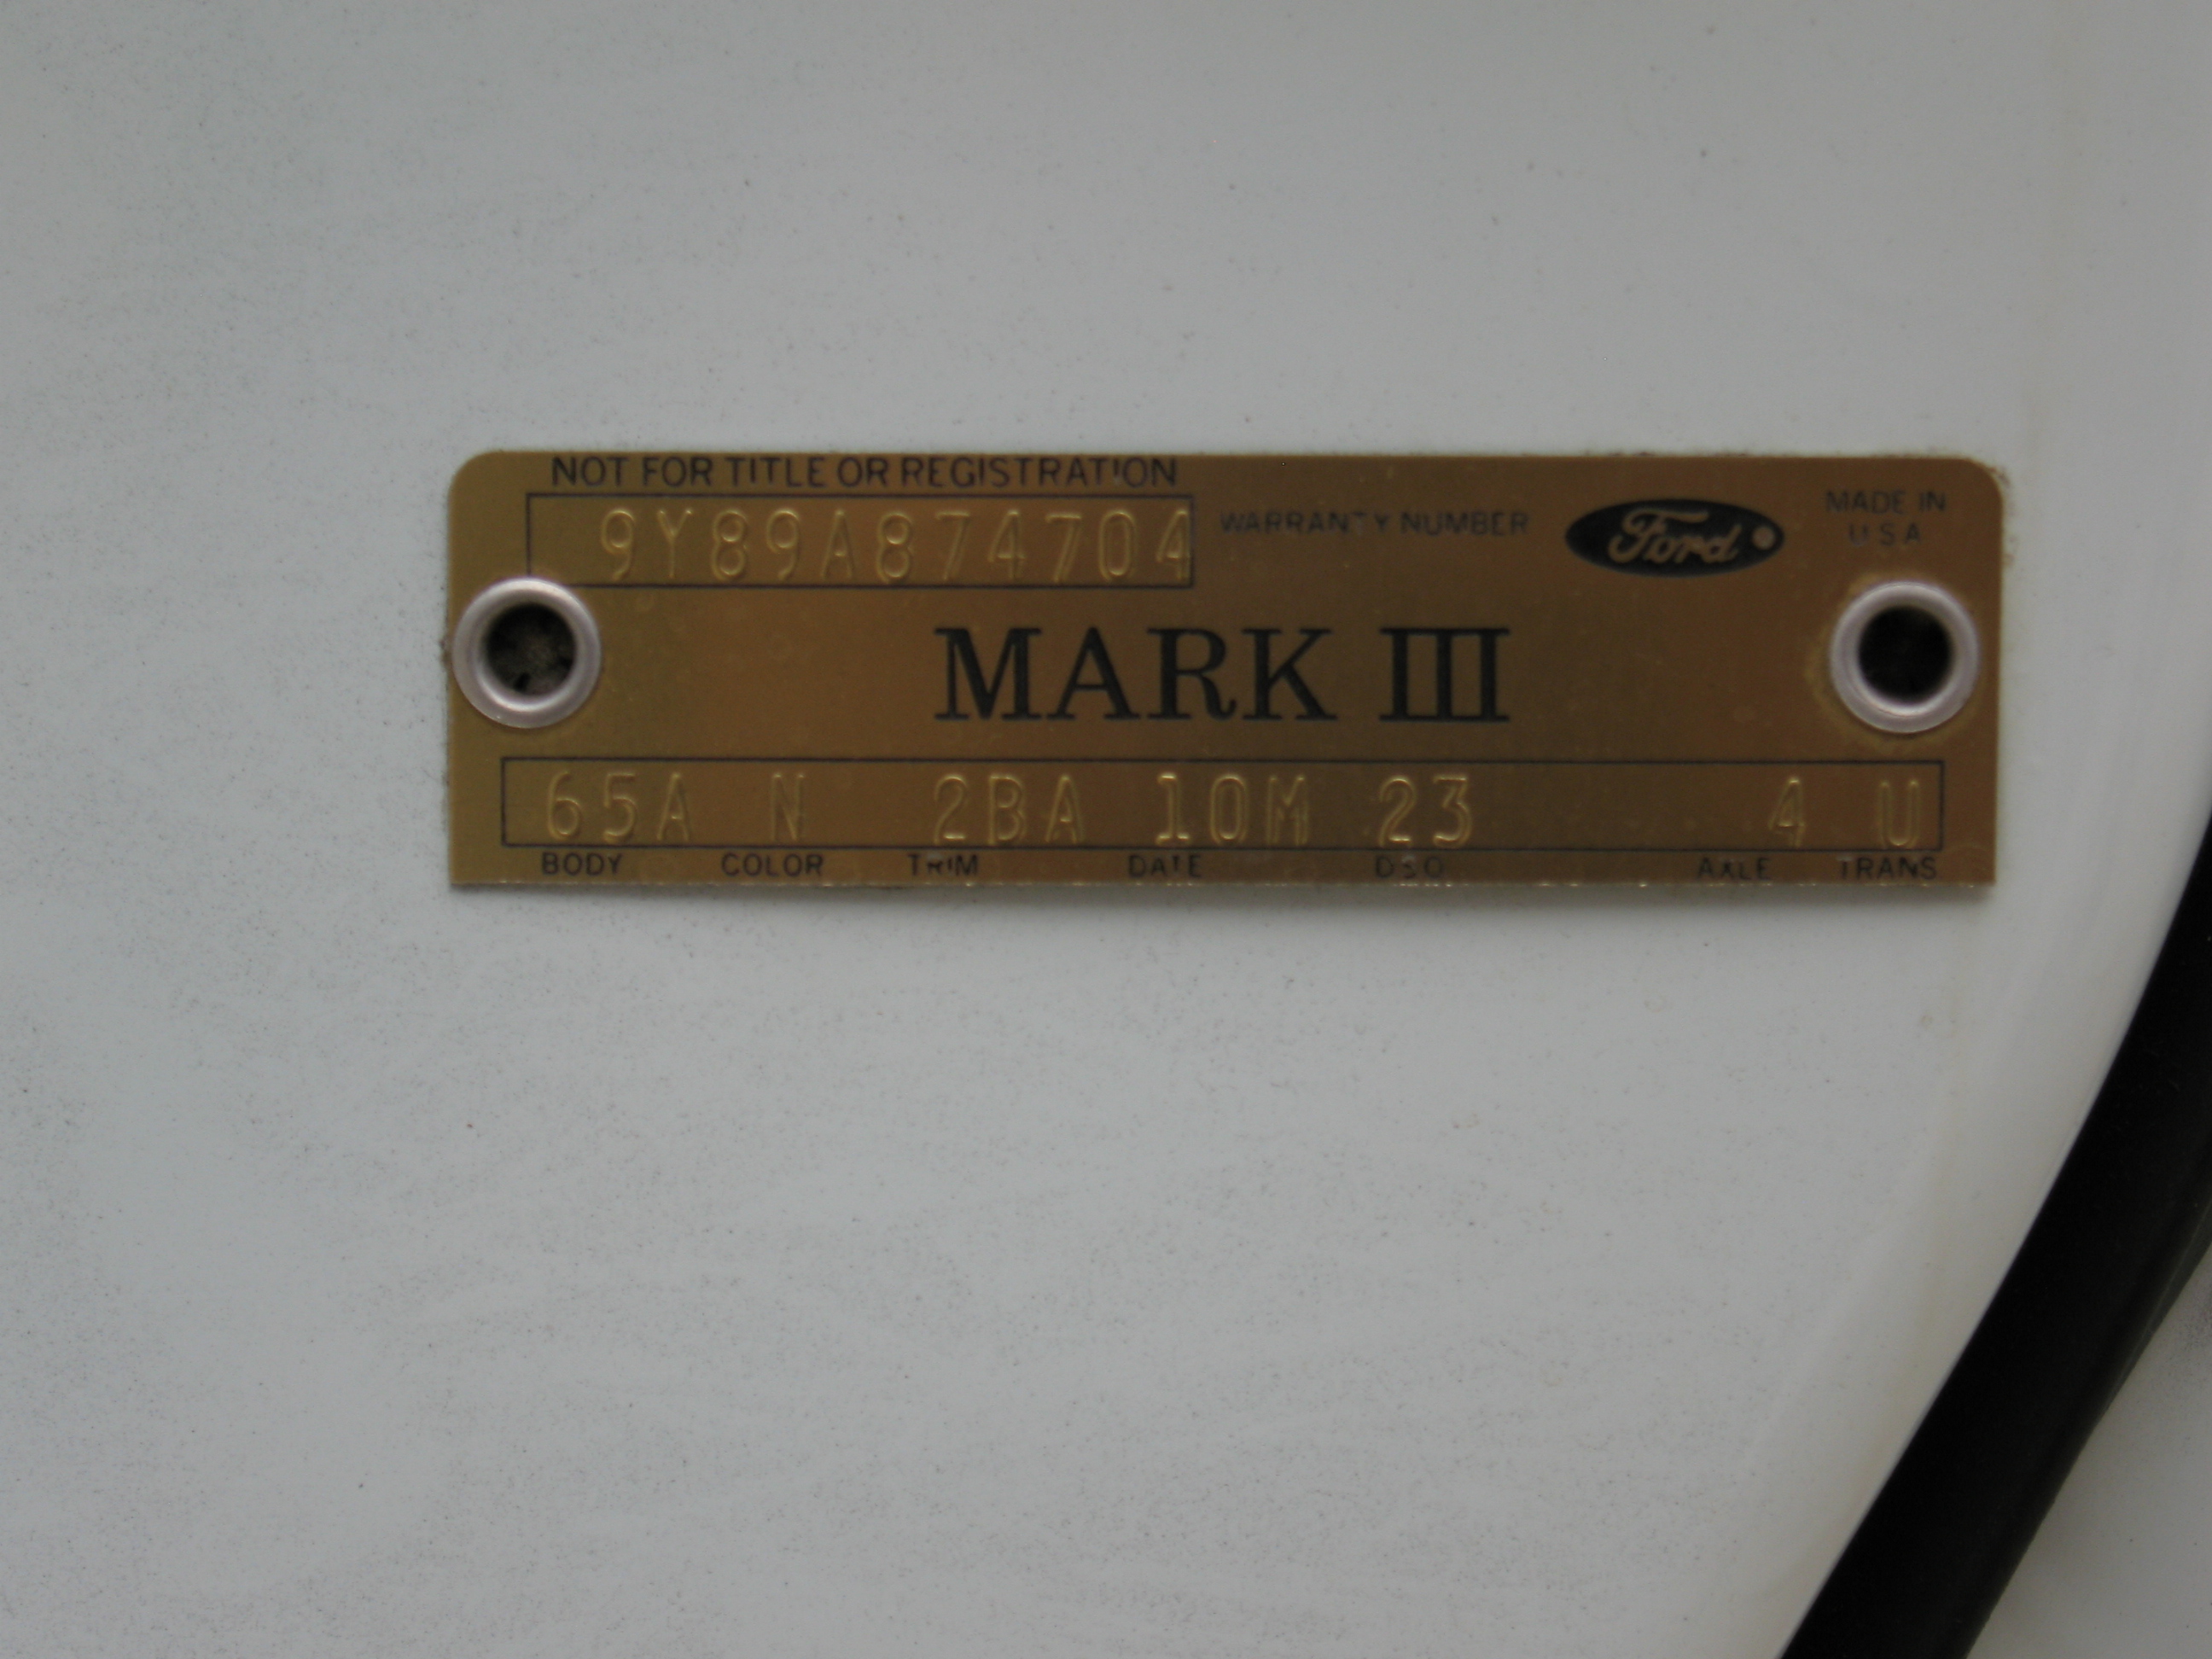 NOT FOR TITLE OR REGISTRATION
9Y89A874704 WARRANTY NUMBER Ford MADE IN
U S A
MARK III
65A N 2BA 10M 23 4 U
BODY COLOR TRIM DATE DSO AXLE TRANS